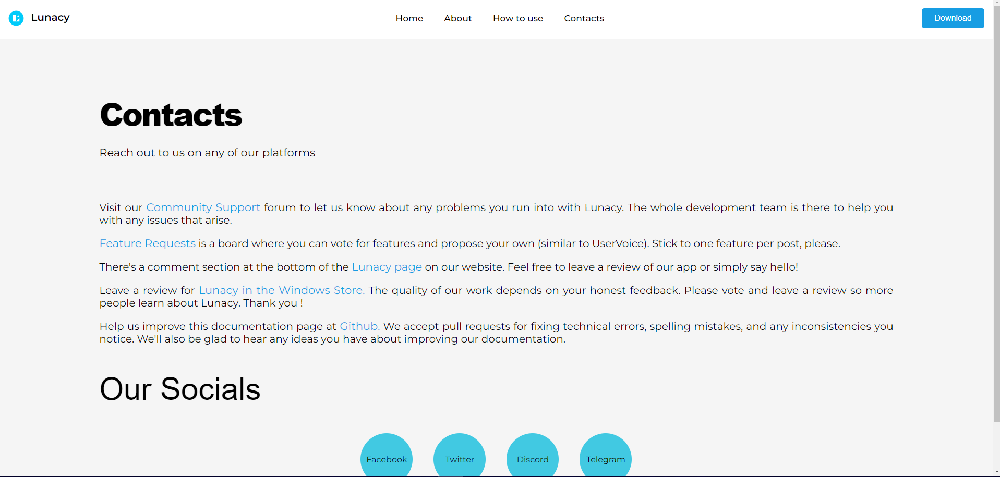 Lunacy
Home About How to use Contacts
Download
Contacts
Reach out to us on any of our platforms
Visit our Community Support forum to let us know about any problems you run into with Lunacy. The whole development team is there to help you
with any issues that arise.
Feature Requests is a board where you can vote for features and propose your own (similar to UserVoice). Stick to one feature per post, please.
There's a comment section at the bottom of the Lunacy page on our website. Feel free to leave a review of our app or simply say hello!
Leave a review for Lunacy in the Windows Store. The quality of our work depends on your honest feedback. Please vote and leave a review so more
people learn about Lunacy. Thank you !
Help us improve this documentation page at Github. We accept pull requests for fixing technical errors, spelling mistakes, and any inconsistencies you
notice. We'll also be glad to hear any ideas you have about improving our documentation.
Our Socials
Facebook Twitter Discord Telegram